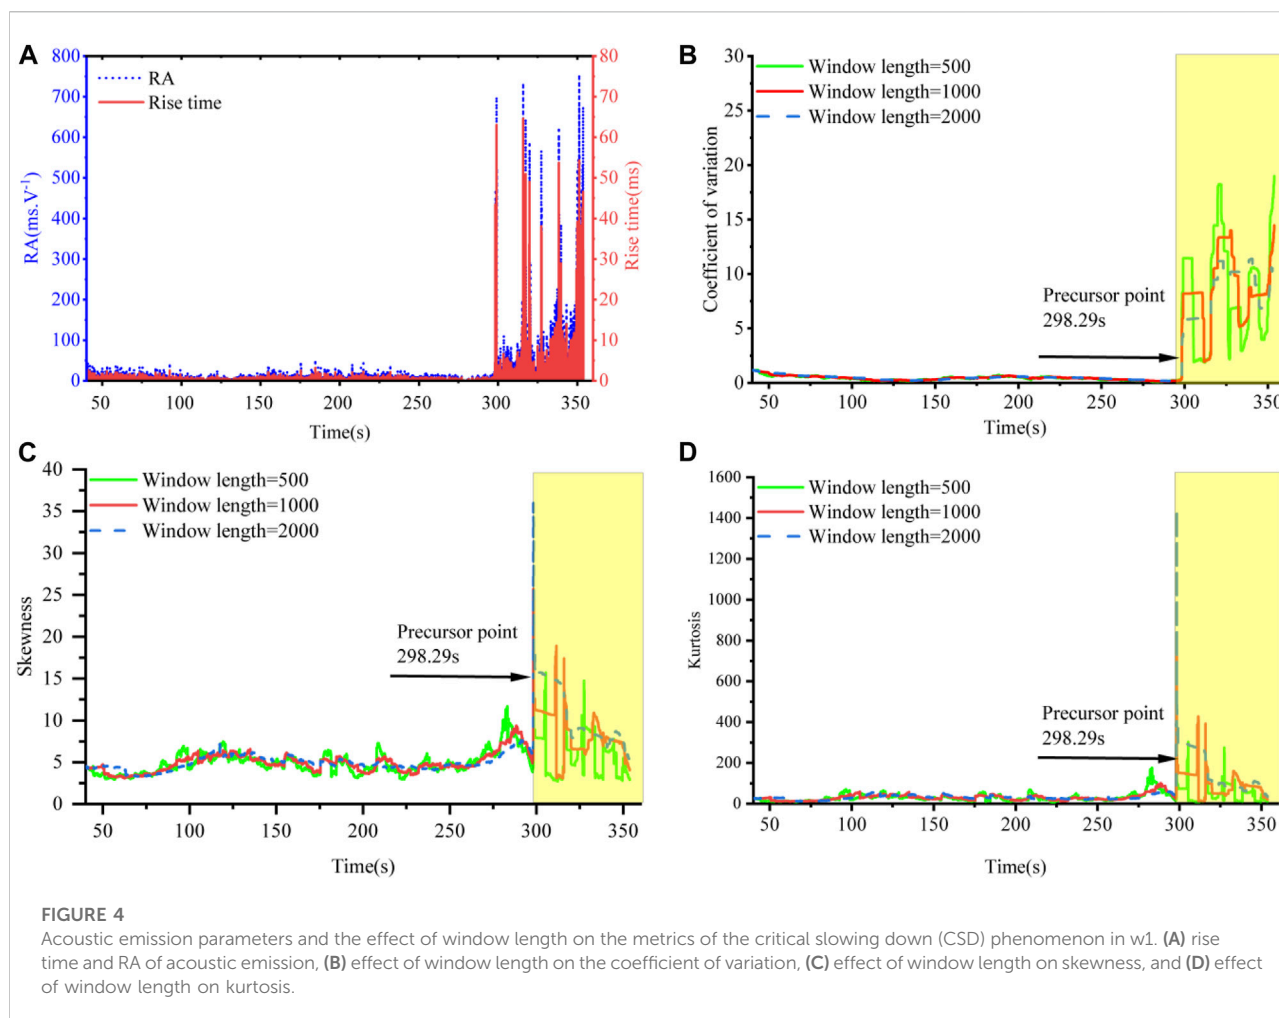 A
800
700
600
500
400
300
200
100
0
RA(ms.V⁻¹)
RA
Rise time
80
70
60
50
40
30
20
10
0
Rise time(ms)
50 100 150 200 250 300 350
Time(s)
B
30
25
20
15
10
5
0
Coefficient of variation
Window length=500
Window length=1000
Window length=2000
Precursor point
298.29s
50 100 150 200 250 300 350
Time(s)
C
40
35
30
25
20
15
10
5
0
Skewness
Window length=500
Window length=1000
Window length=2000
Precursor point
298.29s
50 100 150 200 250 300 350
Time(s)
D
1600
1400
1200
1000
800
600
400
200
0
Kurtosis
Window length=500
Window length=1000
Window length=2000
Precursor point
298.29s
50 100 150 200 250 300 350
Time(s)
FIGURE 4
Acoustic emission parameters and the effect of window length on the metrics of the critical slowing down (CSD) phenomenon in w1. (A) rise
time and RA of acoustic emission, (B) effect of window length on the coefficient of variation, (C) effect of window length on skewness, and (D) effect
of window length on kurtosis.